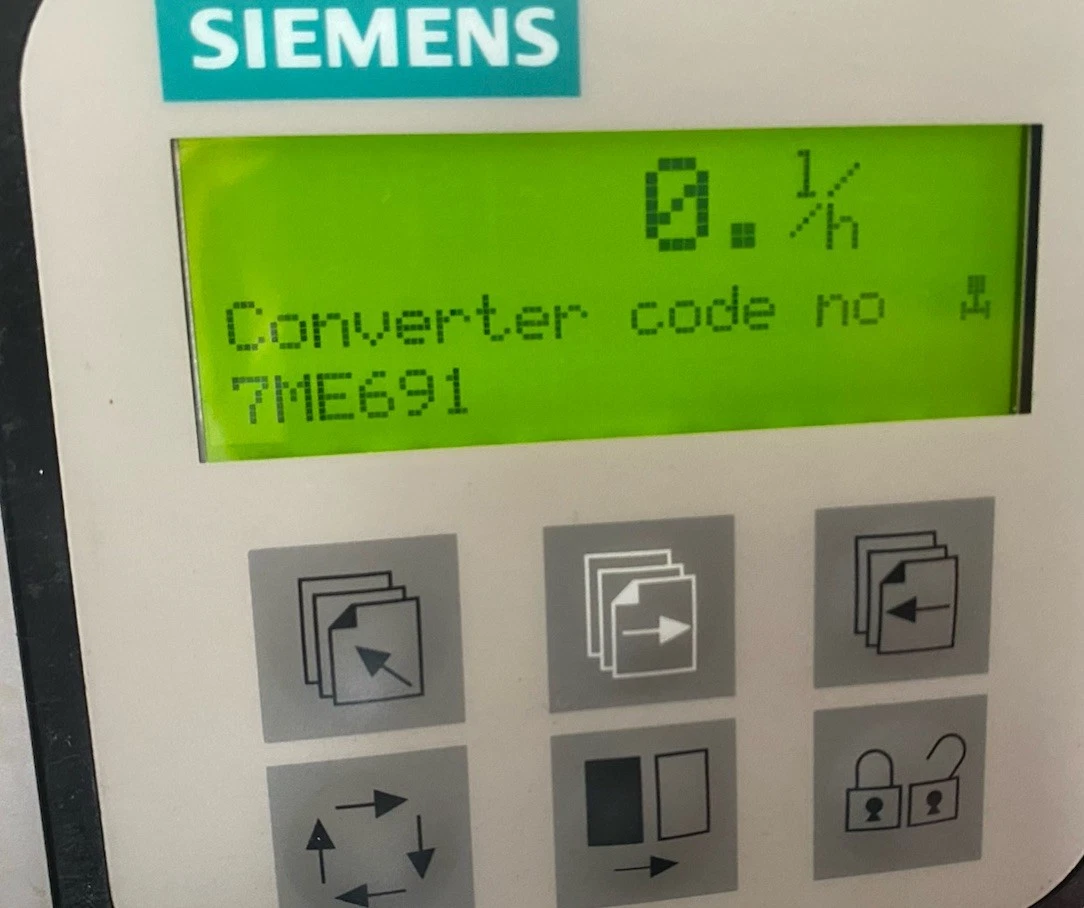 SIEMENS
0. l/h
Converter code no
7ME691